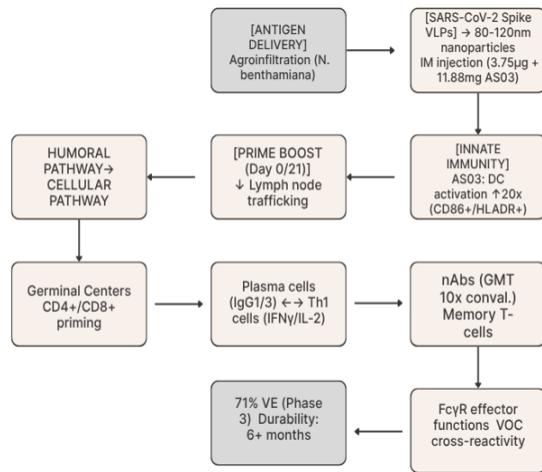 [ANTIGEN
DELIVERY]
Agroinfiltration (N.
benthamiana)
[SARS-CoV-2 Spike
VLPs] → 80-120nm
nanoparticles
IM injection (3.75µg +
11.88mg AS03)
[INNATE
IMMUNITY]
AS03: DC
activation ↑20x
(CD86+/HLADR+)
[PRIME BOOST
(Day 0/21)]
↓ Lymph node
trafficking
HUMORAL
PATHWAY→
CELLULAR
PATHWAY
Germinal Centers
CD4+/CD8+
priming
Plasma cells
(IgG1/3) ←→ Th1
cells (IFNγ/IL-2)
nAbs (GMT
10x conval.)
Memory T-
cells
FcγR effector
functions VOC
cross-reactivity
71% VE (Phase
3) Durability:
6+ months